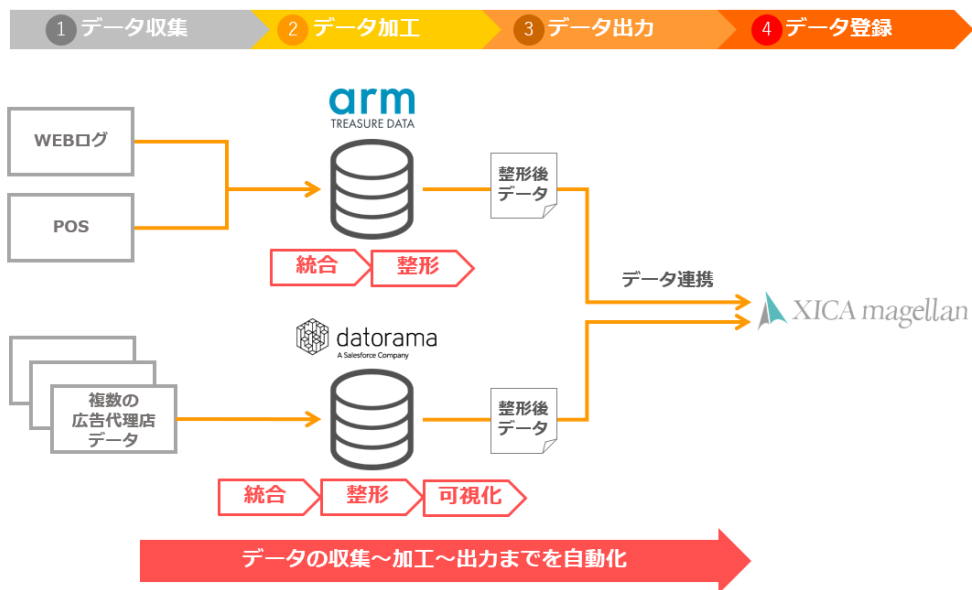 1 データ収集
2 データ加工
3 データ出力
4 データ登録
arm
TREASURE DATA
WEBログ
POS
整形後
データ
統合
整形
データ連携
XICA magellan
datorama
A Salesforce Company
複数の
広告代理店
データ
整形後
データ
統合
整形
可視化
データの収集～加工～出力までを自動化